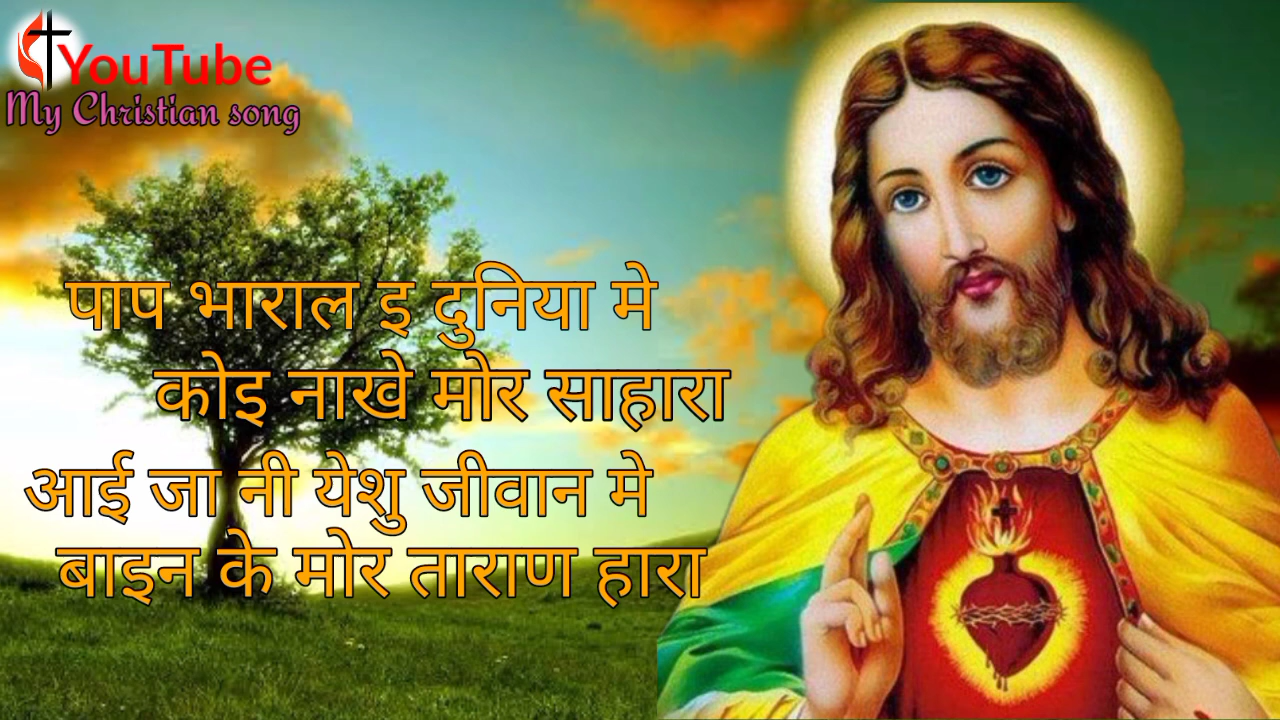 YouTube
My Christian song
पाप भाराल इ दुनिया मे
कोइ नाखे मोर साहारा
आई जा नी येशु जीवान मे
बाइन के मोर ताराण हारा